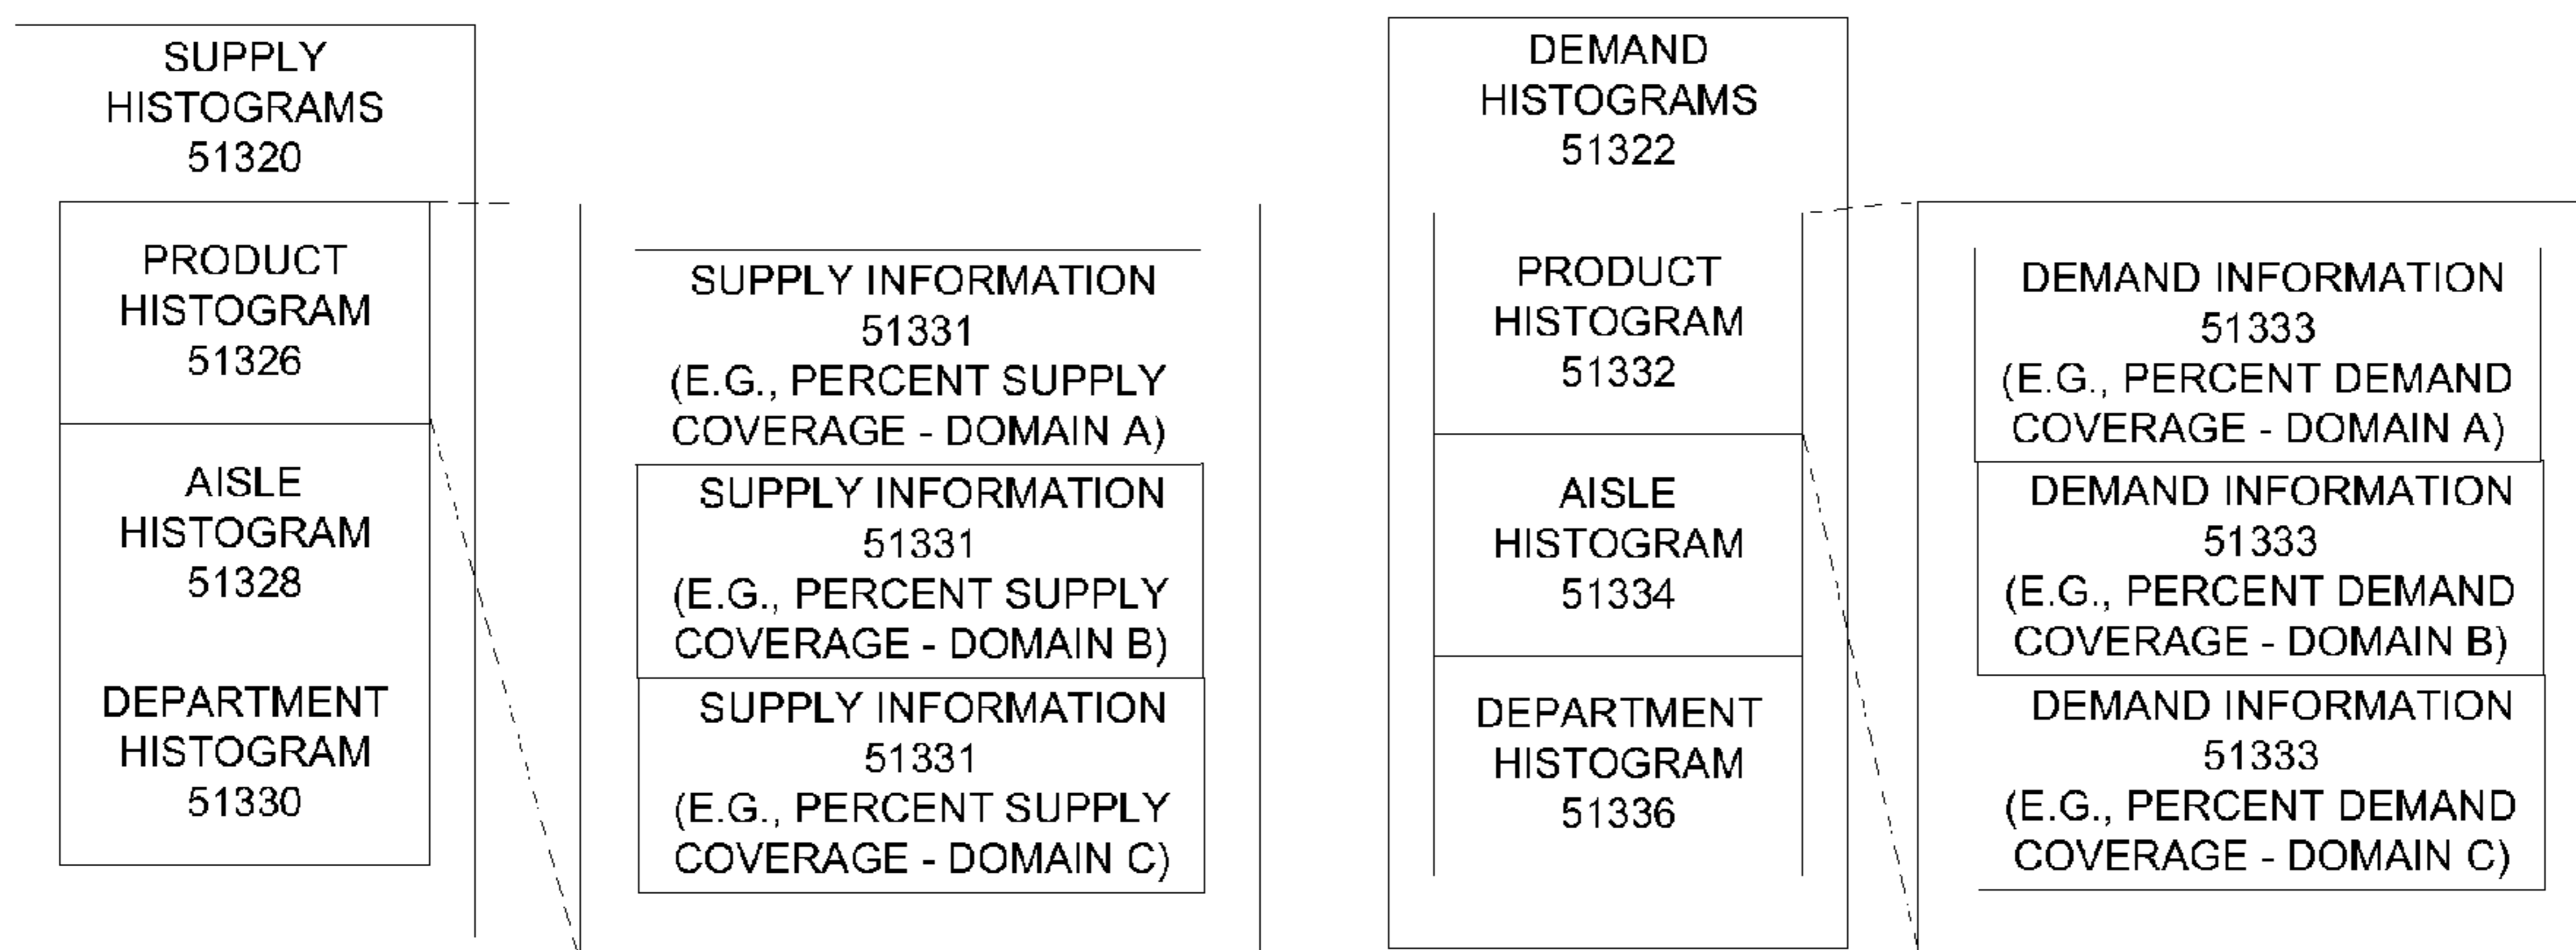 SUPPLY
HISTOGRAMS
51320
PRODUCT
HISTOGRAM
51326
AISLE
HISTOGRAM
51328
DEPARTMENT
HISTOGRAM
51330
SUPPLY INFORMATION
51331
(E.G., PERCENT SUPPLY
COVERAGE - DOMAIN A)
SUPPLY INFORMATION
51331
(E.G., PERCENT SUPPLY
COVERAGE - DOMAIN B)
SUPPLY INFORMATION
51331
(E.G., PERCENT SUPPLY
COVERAGE - DOMAIN C)
DEMAND
HISTOGRAMS
51322
PRODUCT
HISTOGRAM
51332
AISLE
HISTOGRAM
51334
DEPARTMENT
HISTOGRAM
51336
DEMAND INFORMATION
51333
(E.G., PERCENT DEMAND
COVERAGE - DOMAIN A)
DEMAND INFORMATION
51333
(E.G., PERCENT DEMAND
COVERAGE - DOMAIN B)
DEMAND INFORMATION
51333
(E.G., PERCENT DEMAND
COVERAGE - DOMAIN C)